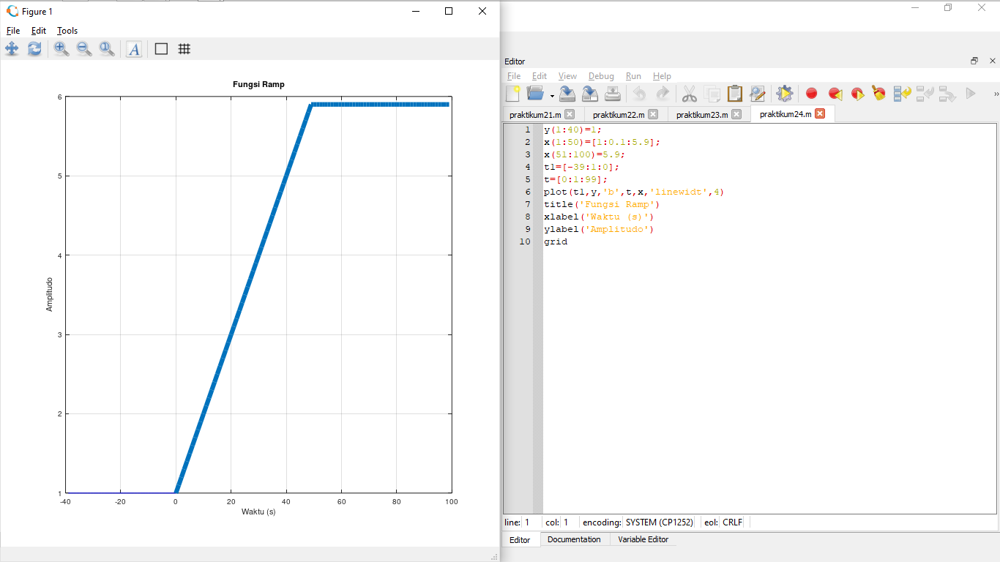 Figure 1
File Edit Tools
Fungsi Ramp
6
5
4
3
2
1
Amplitudo
-40 -20 0 20 40 60 80 100
Waktu (s)
Editor
File Edit View Debug Run Help
praktikum21.m praktikum22.m praktikum23.m praktikum24.m
1 y(1:40)=1;
2 x(1:50)=[1:0.1:5.9];
3 x(51:100)=5.9;
4 t1=[-39:1:0];
5 t=[0:1:99];
6 plot(t1,y,'b',t,x,'linewidt',4)
7 title('Fungsi Ramp')
8 xlabel('Waktu (s)')
9 ylabel('Amplitudo')
10 grid
line: 1 col: 1 encoding: SYSTEM (CP1252) eol: CRLF
Editor Documentation Variable Editor